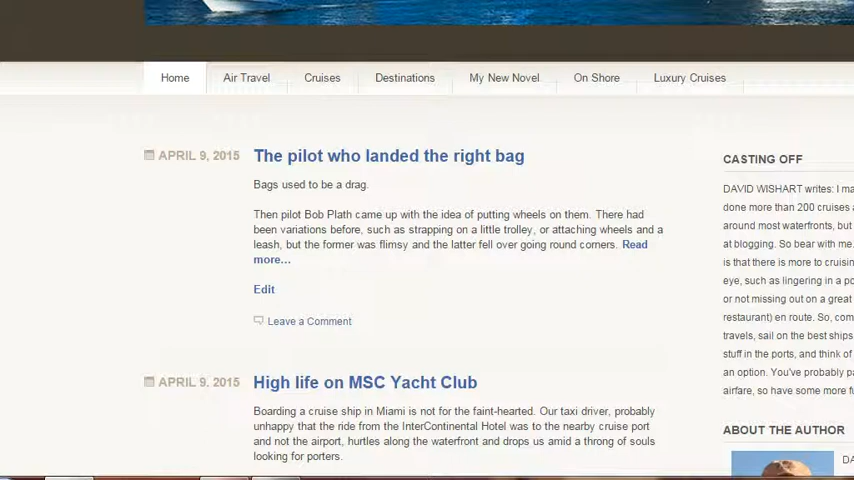 Home Air Travel Cruises Destinations My New Novel On Shore Luxury Cruises
APRIL 9, 2015 The pilot who landed the right bag
Bags used to be a drag.
Then pilot Bob Plath came up with the idea of putting wheels on them. There had
been variations before, such as strapping on a little trolley, or attaching wheels and a
leash, but the former was flimsy and the latter fell over going round corners. Read
more...
Edit
Leave a Comment
APRIL 9, 2015 High life on MSC Yacht Club
Boarding a cruise ship in Miami is not for the faint-hearted. Our taxi driver, probably
unhappy that the ride from the InterContinental Hotel was to the nearby cruise port
and not the airport, hurtles along the waterfront and drops us amid a throng of souls
looking for porters.
CASTING OFF
DAVID WISHART writes: I ma
done more than 200 cruises a
around most waterfronts, but
at blogging. So bear with me.
is that there is more to cruisin
eye, such as lingering in a po
or not missing out on a great
restaurant) en route. So, com
travels, sail on the best ships
stuff in the ports, and think of
an option. You've probably pa
airfare, so have some more fu
ABOUT THE AUTHOR
DA